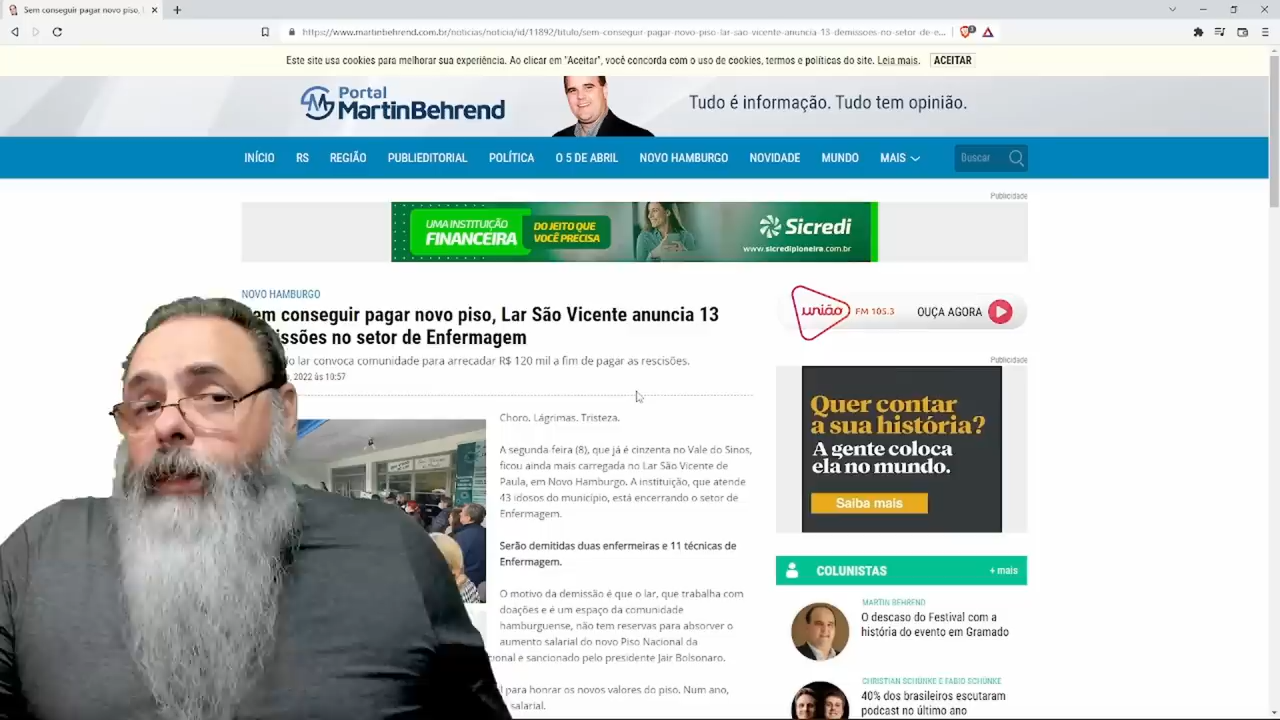 Sem conseguir pagar novo piso, l
https://www.martinbehrend.com.br/noticias/noticia/id/11892/titulo/sem-conseguir-pagar-novo-piso-lar-sao-vicente-anuncia-13-demissoes-no-setor-de-e...
Este site usa cookies para melhorar sua experiência. Ao clicar em "Aceitar", você concorda com o uso de cookies, termos e políticas do site. Leia mais.
ACEITAR
Portal
MartinBehrend
Tudo é informação. Tudo tem opinião.
INÍCIO RS REGIÃO PUBLIEDITORIAL POLÍTICA O 5 DE ABRIL NOVO HAMBURGO NOVIDADE MUNDO MAIS
Buscar
Publicidade
UMA INSTITUIÇÃO
FINANCEIRA
DO JEITO QUE
VOCÊ PRECISA
Sicredi
www.sicredipioneira.com.br
NOVO HAMBURGO
em conseguir pagar novo piso, Lar São Vicente anuncia 13
ssões no setor de Enfermagem
lo lar convoca comunidade para arrecadar R$ 120 mil a fim de pagar as rescisões.
, 2022 às 10:57
Choro. Lágrimas. Tristeza.
A segunda feira (8), que já é cinzenta no Vale do Sinos,
ficou ainda mais carregada no Lar São Vicente de
Paula, em Novo Hamburgo. A instituição, que atende
43 idosos do município, está encerrando o setor de
Enfermagem.
Serão demitidas duas enfermeiras e 11 técnicas de
Enfermagem.
O motivo da demissão é que o lar, que trabalha com
doações e é um espaço da comunidade
hamburguense, não tem reservas para absorver o
aumento salarial do novo Piso Nacional da
ional e sancionado pelo presidente Jair Bolsonaro.
l para honrar os novos valores do piso. Num ano,
salarial.
união FM 105.3 OUÇA AGORA
Publicidade
Quer contar
a sua história?
A gente coloca
ela no mundo.
Saiba mais
COLUNISTAS + mais
MARTIN BEHREND
O descaso do Festival com a
história do evento em Gramado
CHRISTIAN SCHÜNKE E FABIO SCHÜNKE
40% dos brasileiros escutaram
podcast no último ano